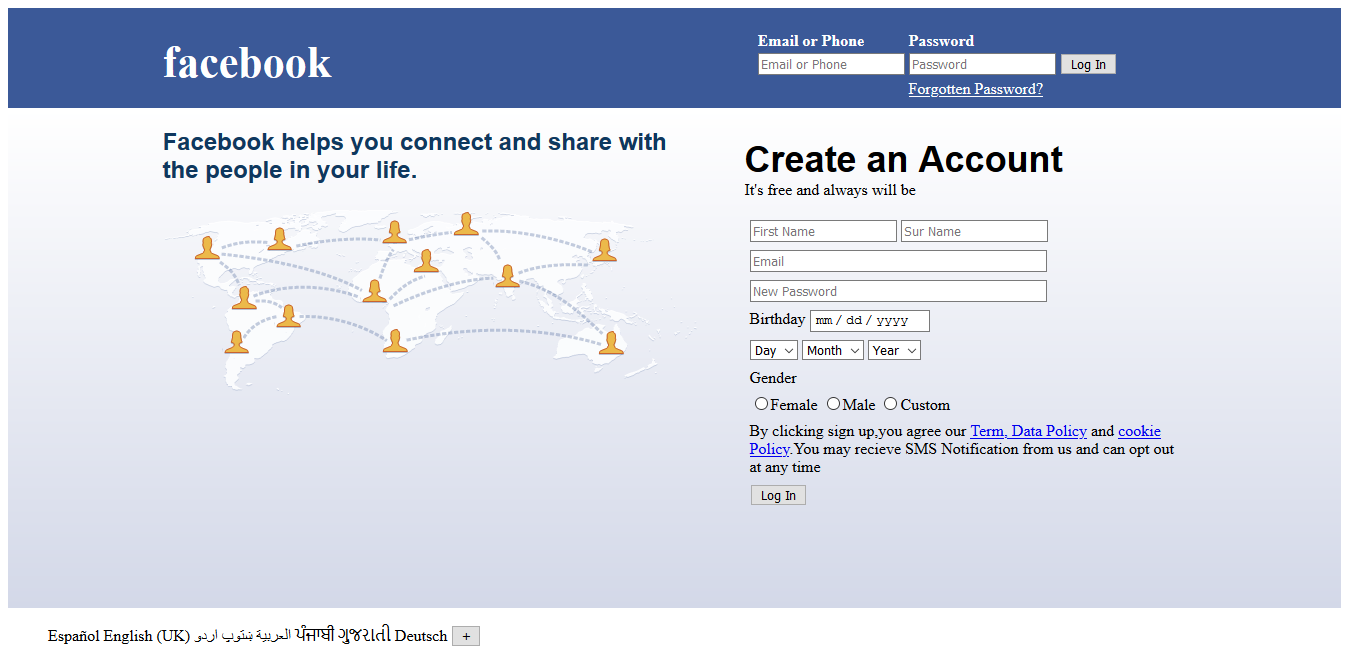 facebook
Email or Phone Password
Email or Phone Password Log In
Forgotten Password?
Facebook helps you connect and share with
the people in your life.
Create an Account
It's free and always will be
First Name Sur Name
Email
New Password
Birthday mm / dd / yyyy
Day Month Year
Gender
Female Male Custom
By clicking sign up,you agree our Term, Data Policy and cookie
Policy.You may recieve SMS Notification from us and can opt out
at any time
Log In
Español English (UK) العربية ښتوپ اردو ਪੰਜਾਬੀ ગુજરાતી Deutsch +